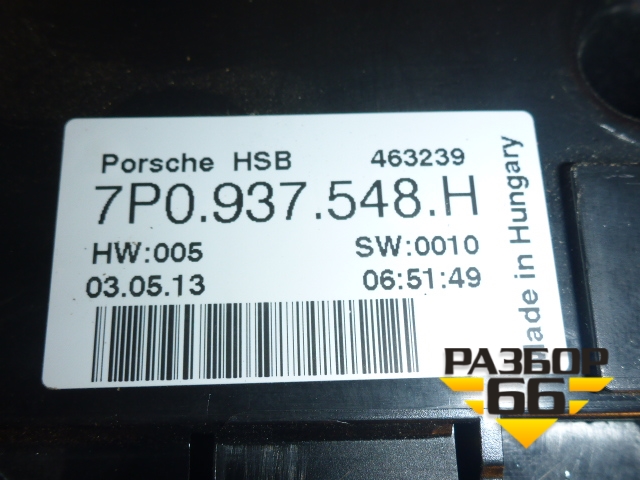 Porsche HSB 463239
7P0.937.548.H
HW:005 SW:0010
03.05.13 06:51:49
Made in Hungary
РАЗБОР
66